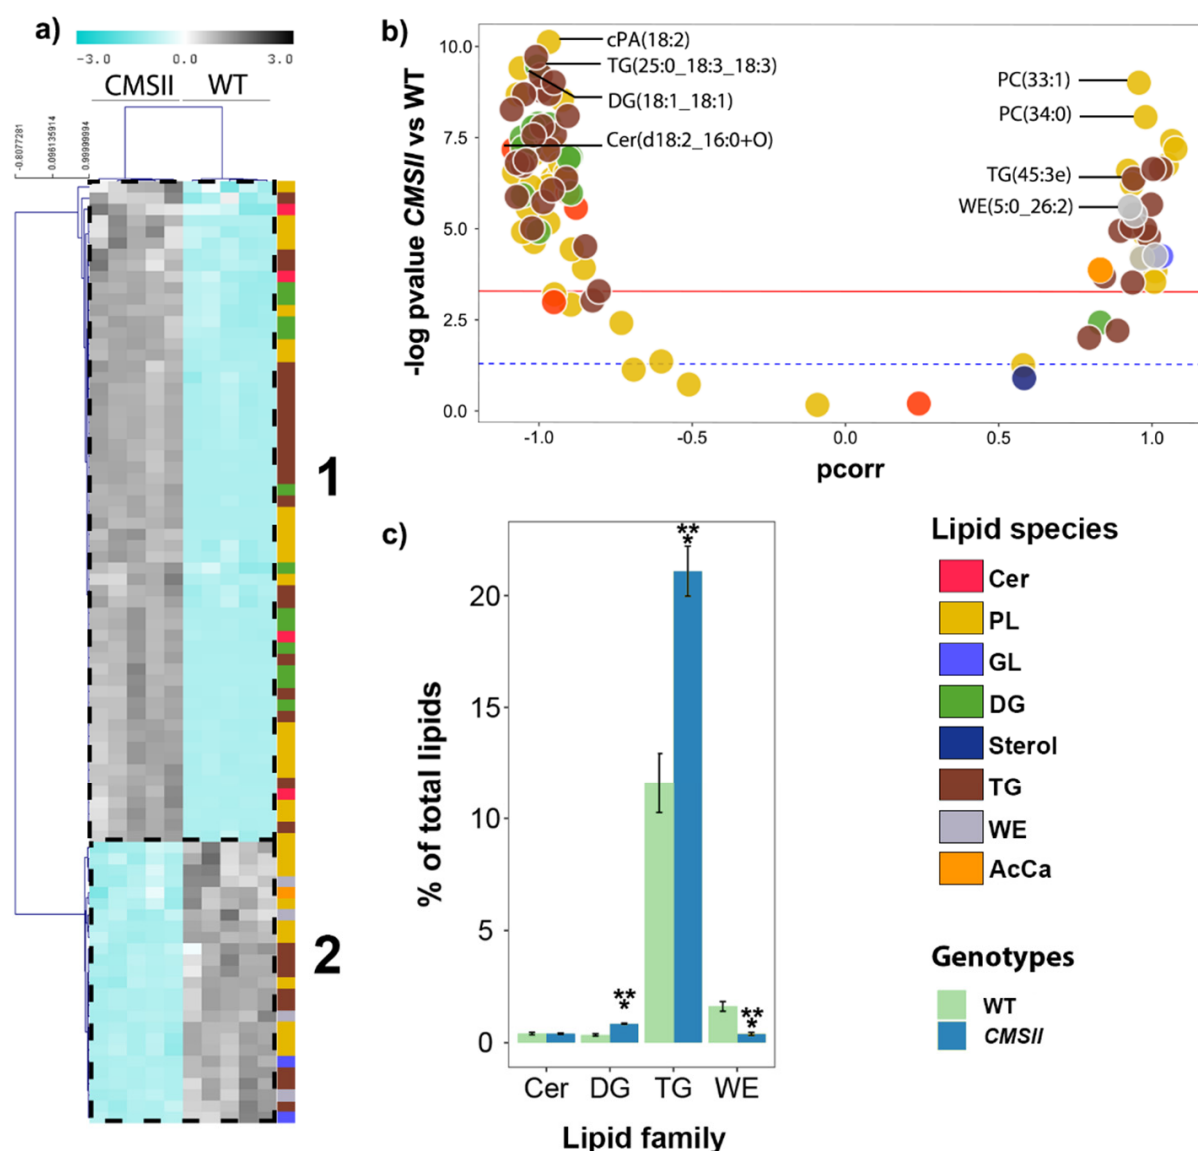 a)
-3.0 0.0 3.0
CMSII WT
-0.8077281
0.096135914
0.99999994
1
2
b)
-log pvalue CMSII vs WT
10.0
7.5
5.0
2.5
0.0
cPA(18:2)
TG(25:0_18:3_18:3)
DG(18:1_18:1)
Cer(d18:2_16:0+O)
PC(33:1)
PC(34:0)
TG(45:3e)
WE(5:0_26:2)
-1.0 -0.5 0.0 0.5 1.0
pcorr
c)
% of total lipids
20
15
10
5
0
***
***
***
Cer DG TG WE
Lipid family
Lipid species
Cer
PL
GL
DG
Sterol
TG
WE
AcCa
Genotypes
WT
CMSII